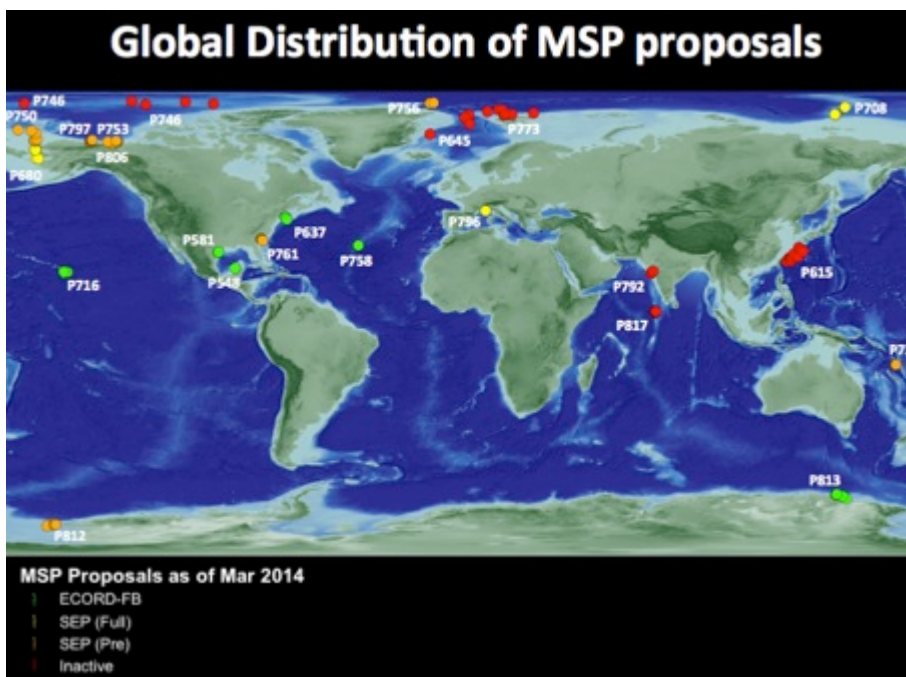 Global Distribution of MSP proposals
P746
P746
P756
P708
P750
P797
P753
P645
P773
P806
P680
P796
P637
P581
P761
P758
P548
P615
P716
P792
P817
P813
P812
MSP Proposals as of Mar 2014
ECORD-FB
SEP (Full)
SEP (Pre)
Inactive